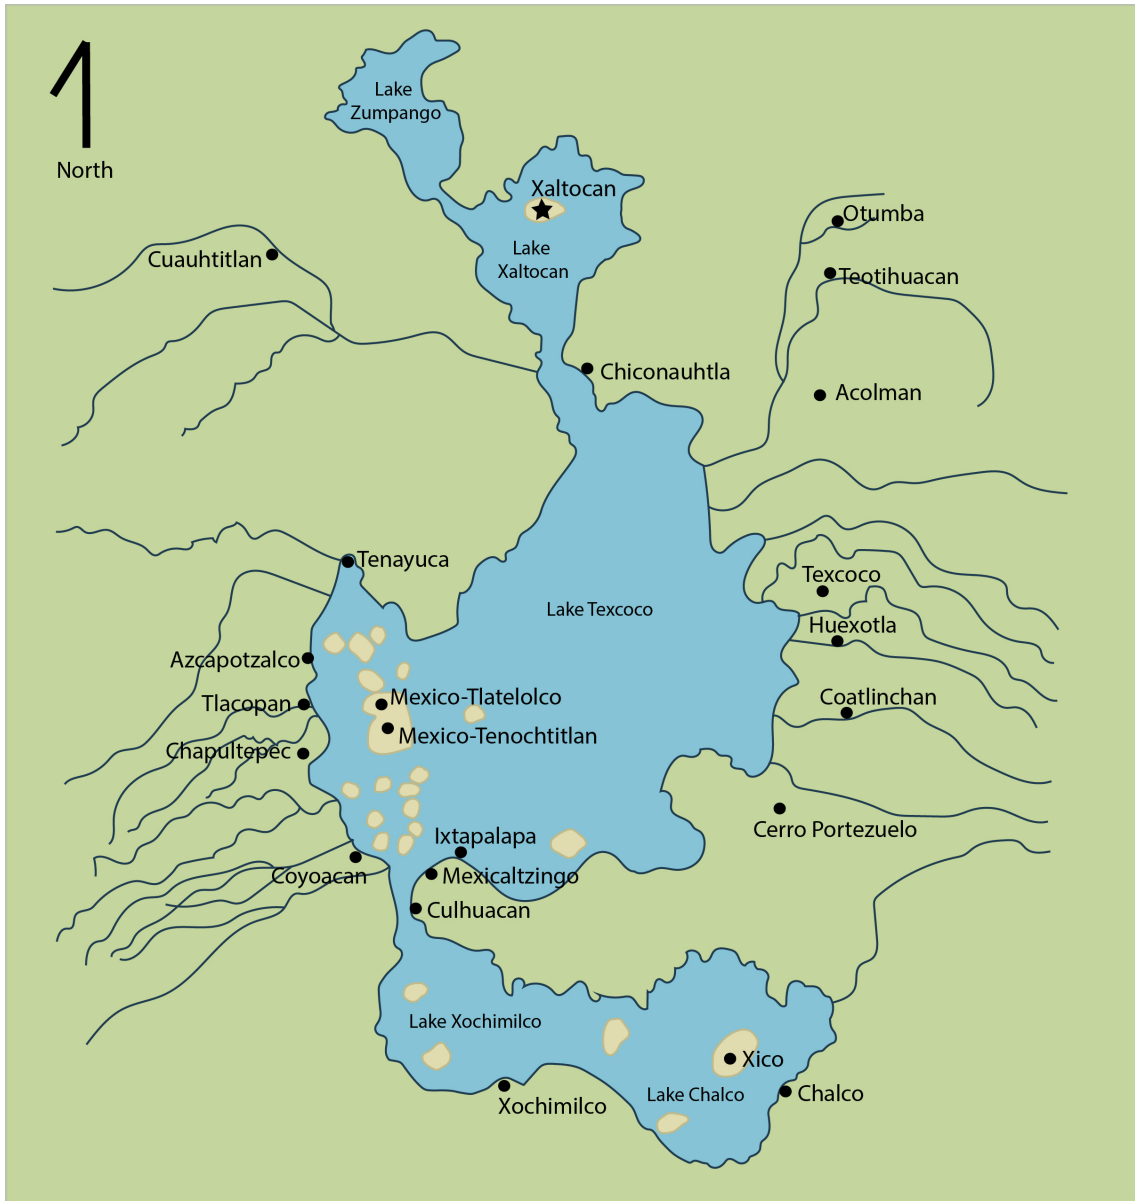 Lake
Zumpango
North
Xaltocan
Otumba
Lake
Xaltocan
Cuauhtitlan
Teotihuacan
Chiconauhtla
Acolman
Tenayuca
Texcoco
Lake Texcoco
Huexotla
Azcapotzalco
Mexico-Tlatelolco
Coatlinchan
Tlacopan
Mexico-Tenochtitlan
Chapultepec
Cerro Portezuelo
Ixtapalapa
Coyoacan
Mexicaltzingo
Culhuacan
Lake Xochimilco
Xico
Lake Chalco
Chalco
Xochimilco